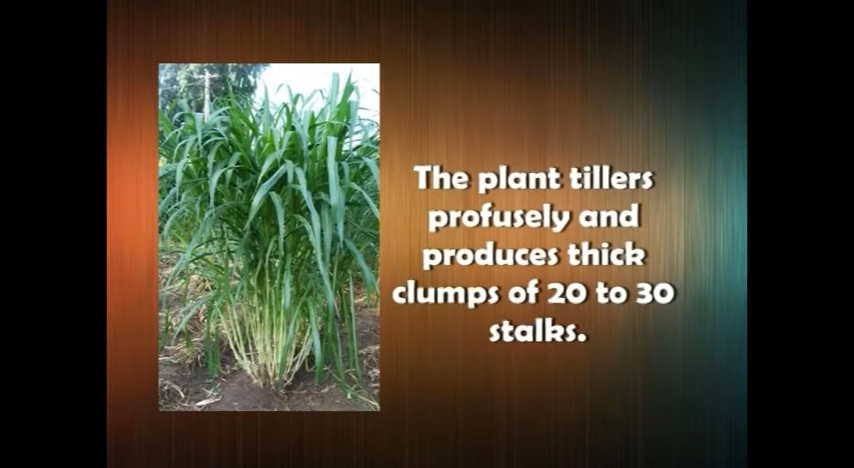 The plant tillers
profusely and
produces thick
clumps of 20 to 30
stalks.